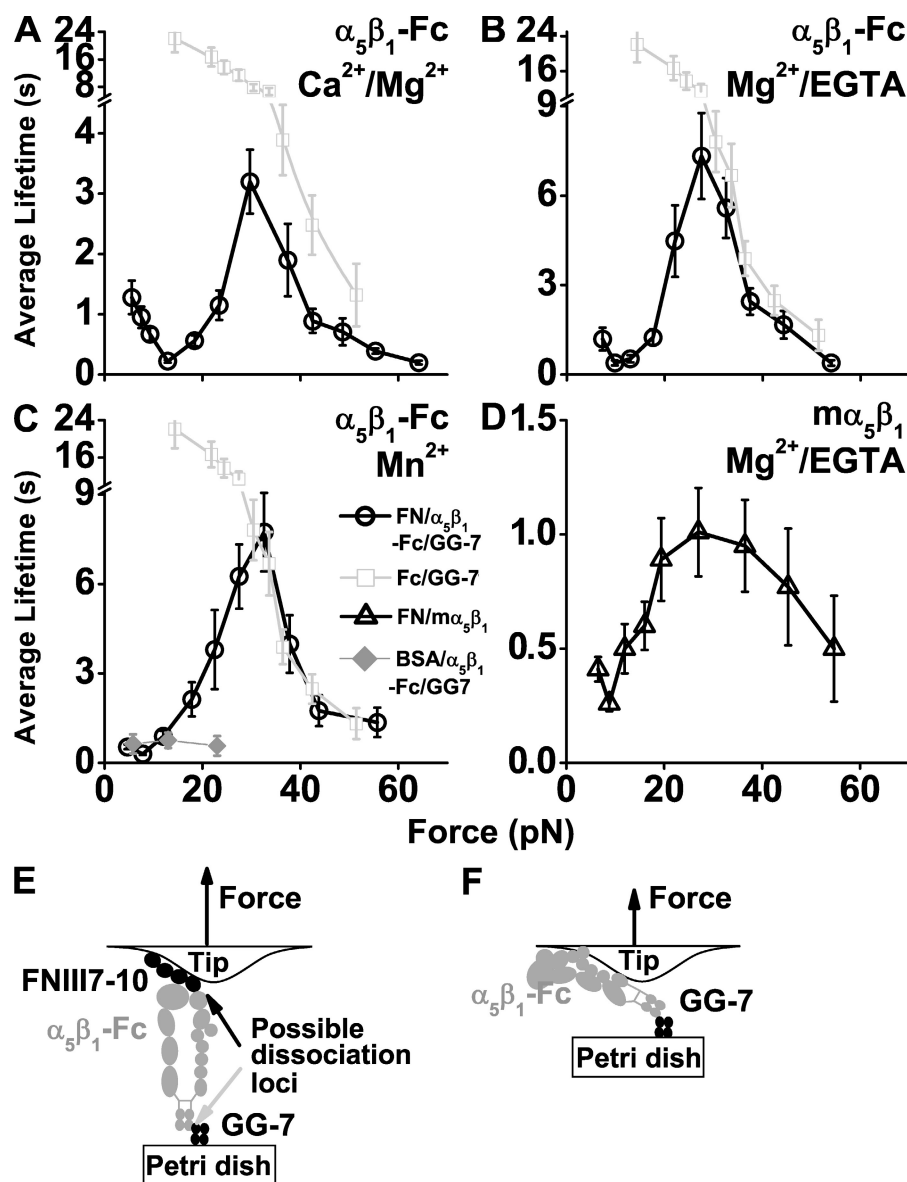 A
α5β1-Fc
Ca2+/Mg2+
Average Lifetime (s)
24
16
8
4
3
2
1
0
B
α5β1-Fc
Mg2+/EGTA
24
16
9
6
3
0
C
α5β1-Fc
Mn2+
Average Lifetime (s)
24
16
9
6
3
0
FN/α5β1
-Fc/GG-7
Fc/GG-7
FN/mα5β1
BSA/α5β1
-Fc/GG7
0 20 40 60
D
mα5β1
Mg2+/EGTA
1.5
1.0
0.5
0.0
0 20 40 60
Force (pN)
E
Force
Tip
FNIII7-10
α5β1-Fc
Possible
dissociation
loci
GG-7
Petri dish
F
Force
Tip
α5β1-Fc
GG-7
Petri dish